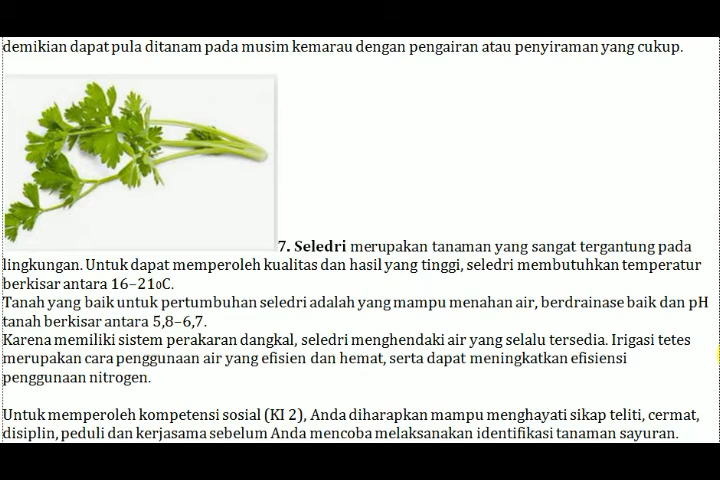 demikian dapat pula ditanam pada musim kemarau dengan pengairan atau penyiraman yang cukup.
7. Seledri merupakan tanaman yang sangat tergantung pada
lingkungan. Untuk dapat memperoleh kualitas dan hasil yang tinggi, seledri membutuhkan temperatur
berkisar antara 16–210C.
Tanah yang baik untuk pertumbuhan seledri adalah yang mampu menahan air, berdrainase baik dan pH
tanah berkisar antara 5,8–6,7.
Karena memiliki sistem perakaran dangkal, seledri menghendaki air yang selalu tersedia. Irigasi tetes
merupakan cara penggunaan air yang efisien dan hemat, serta dapat meningkatkan efisiensi
penggunaan nitrogen.
Untuk memperoleh kompetensi sosial (KI 2), Anda diharapkan mampu menghayati sikap teliti, cermat,
disiplin, peduli dan kerjasama sebelum Anda mencoba melaksanakan identifikasi tanaman sayuran.